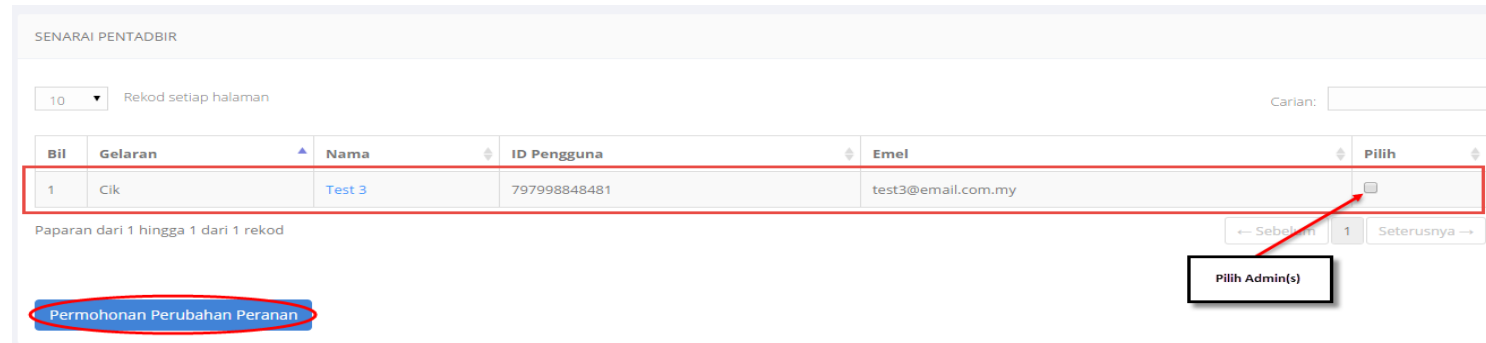 SENARAI PENTADBIR
10 Rekod setiap halaman Carian:
Bil Gelaran Nama ID Pengguna Emel Pilih
1 Cik Test 3 797998848481 test3@email.com.my
Paparan dari 1 hingga 1 dari 1 rekod ← Sebelum 1 Seterusnya →
Pilih Admin(s)
Permohonan Perubahan Peranan